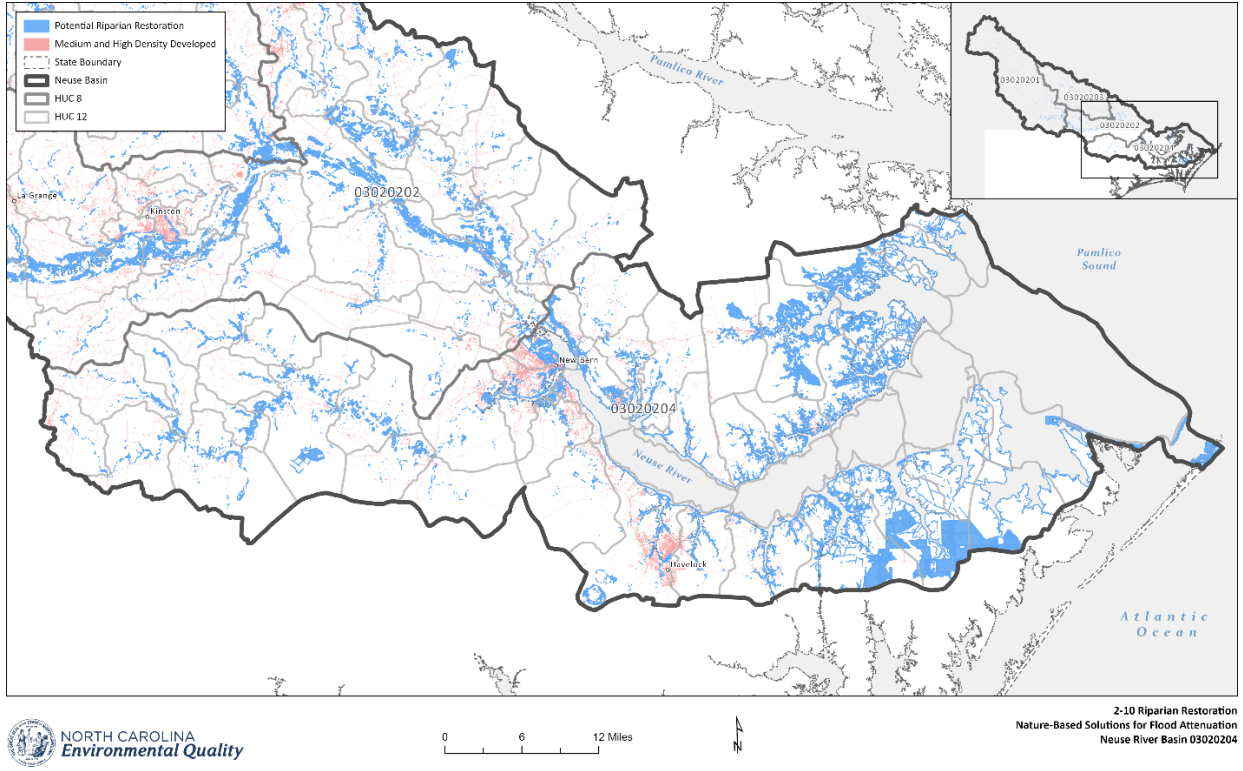 Potential Riparian Restoration
Medium and High Density Developed
State Boundary
Neuse Basin
HUC 8
HUC 12
Pamlico River
03020201
03020203
03020202
03020204
03020202
La Grange
Kinston
Neuse River
Pamlico
Sound
New Bern
03020204
Neuse River
Havelock
Atlantic
Ocean
NORTH CAROLINA
Environmental Quality
0 6 12 Miles
N
2-10 Riparian Restoration
Nature-Based Solutions for Flood Attenuation
Neuse River Basin 03020204